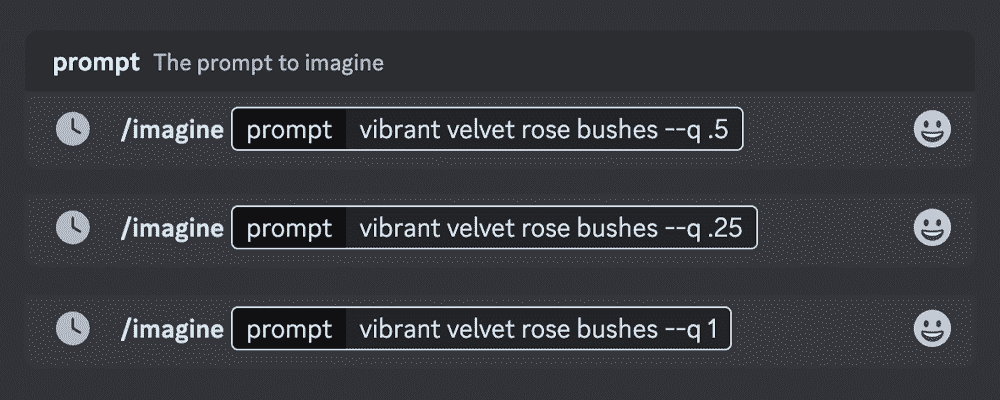 prompt The prompt to imagine
/imagine prompt vibrant velvet rose bushes --q .5
/imagine prompt vibrant velvet rose bushes --q .25
/imagine prompt vibrant velvet rose bushes --q 1